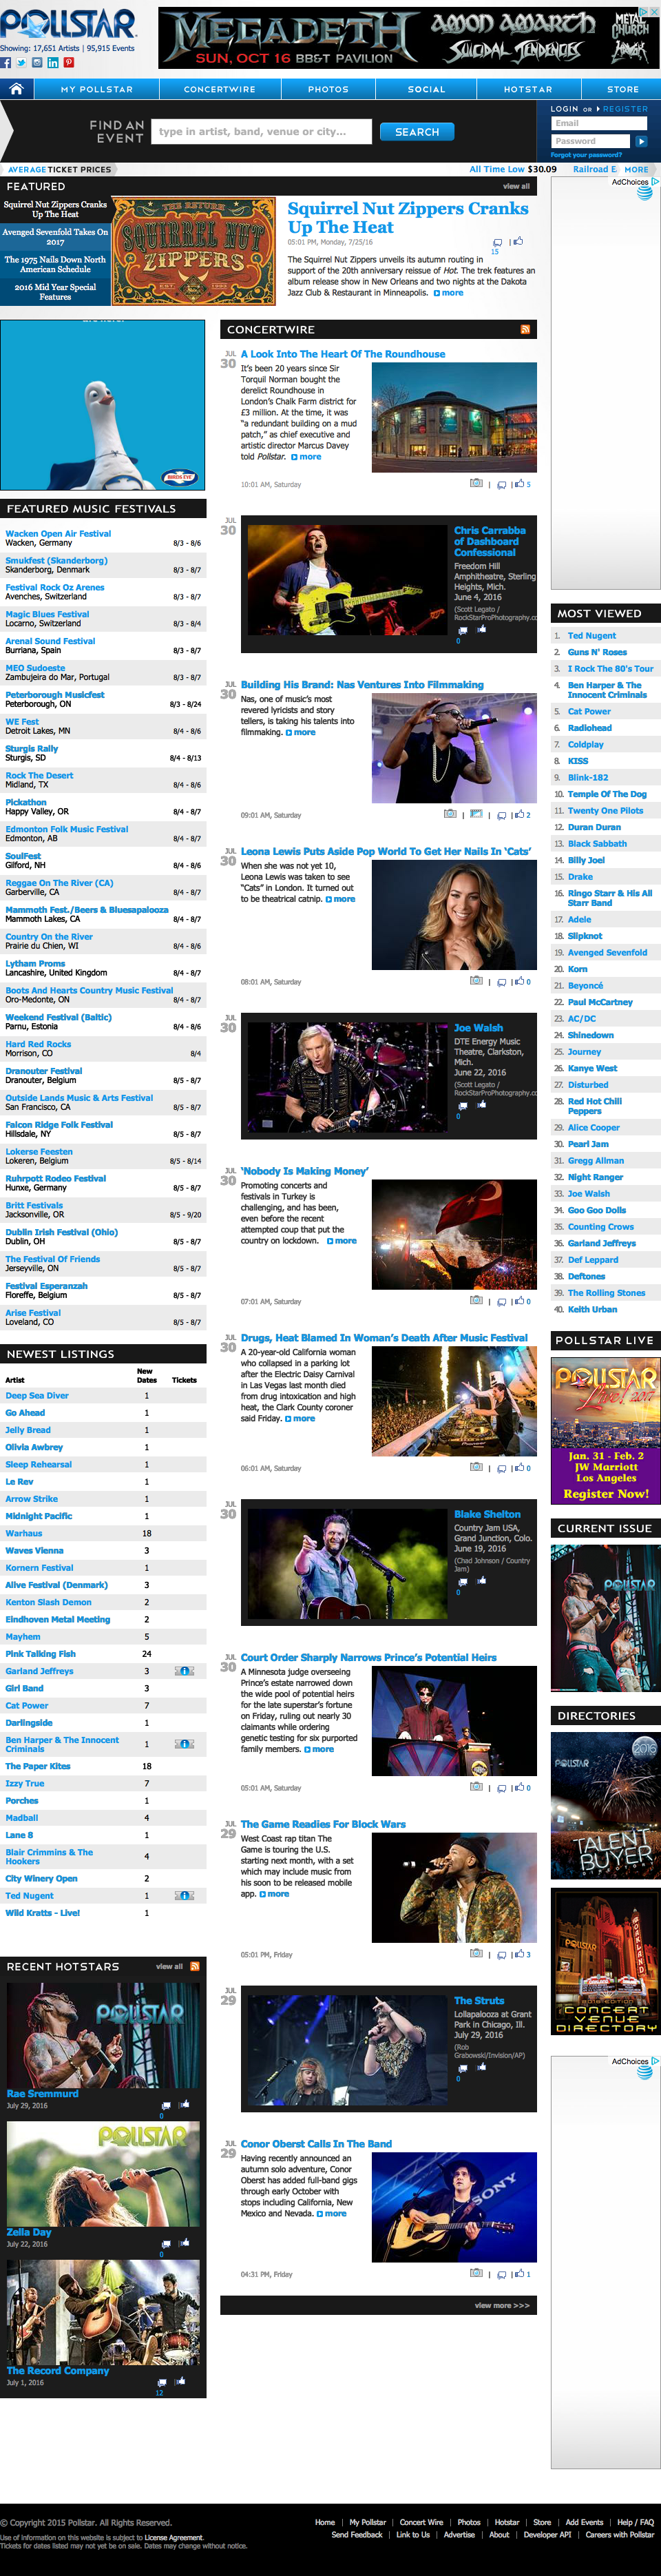 POLLSTAR
Showing: 17,651 Artists | 95,915 Events
MEGADETH
SUN, OCT 16 BB&T PAVILION
AMON AMARTH
SUICIDAL TENDENCIES
METAL CHURCH
MY POLLSTAR
CONCERTWIRE
PHOTOS
SOCIAL
HOTSTAR
STORE
FIND AN EVENT
type in artist, band, venue or city...
SEARCH
LOGIN OR REGISTER
Email
Password
Forgot your password?
AVERAGE TICKET PRICES
All Time Low $30.09
Railroad E
MORE
FEATURED
view all
Squirrel Nut Zippers Cranks Up The Heat
Avenged Sevenfold Takes On 2017
The 1975 Nails Down North American Schedule
2016 Mid Year Special Features
THE RETURN
SQUIRREL NUT ZIPPERS
Squirrel Nut Zippers Cranks
Up The Heat
05:01 PM, Monday, 7/25/16
15
The Squirrel Nut Zippers unveils its autumn routing in
support of the 20th anniversary reissue of Hot. The trek features an
album release show in New Orleans and two nights at the Dakota
Jazz Club & Restaurant in Minneapolis. more
AdChoices
BIRDS EYE
FEATURED MUSIC FESTIVALS
Wacken Open Air Festival
Wacken, Germany 8/3 - 8/6
Smukfest (Skanderborg)
Skanderborg, Denmark 8/3 - 8/7
Festival Rock Oz Arenes
Avenches, Switzerland 8/3 - 8/7
Magic Blues Festival
Locarno, Switzerland 8/3 - 8/4
Arenal Sound Festival
Burriana, Spain 8/3 - 8/7
MEO Sudoeste
Zambujeira do Mar, Portugal 8/3 - 8/7
Peterborough Musicfest
Peterborough, ON 8/3 - 8/24
WE Fest
Detroit Lakes, MN 8/4 - 8/6
Sturgis Rally
Sturgis, SD 8/4 - 8/13
Rock The Desert
Midland, TX 8/4 - 8/6
Pickathon
Happy Valley, OR 8/4 - 8/7
Edmonton Folk Music Festival
Edmonton, AB 8/4 - 8/7
SoulFest
Gilford, NH 8/4 - 8/6
Reggae On The River (CA)
Garberville, CA 8/4 - 8/7
Mammoth Fest./Beers & Bluesapalooza
Mammoth Lakes, CA 8/4 - 8/7
Country On the River
Prairie du Chien, WI 8/4 - 8/6
Lytham Proms
Lancashire, United Kingdom 8/4 - 8/7
Boots And Hearts Country Music Festival
Oro-Medonte, ON 8/4 - 8/7
Weekend Festival (Baltic)
Parnu, Estonia 8/4 - 8/6
Hard Red Rocks
Morrison, CO 8/4
Dranouter Festival
Dranouter, Belgium 8/5 - 8/7
Outside Lands Music & Arts Festival
San Francisco, CA 8/5 - 8/7
Falcon Ridge Folk Festival
Hillsdale, NY 8/5 - 8/7
Lokerse Feesten
Lokeren, Belgium 8/5 - 8/14
Ruhrpott Rodeo Festival
Hunxe, Germany 8/5 - 8/7
Britt Festivals
Jacksonville, OR 8/5 - 9/20
Dublin Irish Festival (Ohio)
Dublin, OH 8/5 - 8/7
The Festival Of Friends
Jerseyville, ON 8/5 - 8/7
Festival Esperanzah
Floreffe, Belgium 8/5 - 8/7
Arise Festival
Loveland, CO 8/5 - 8/7
NEWEST LISTINGS
Artist New Dates Tickets
Deep Sea Diver 1
Go Ahead 1
Jelly Bread 1
Olivia Awbrey 1
Sleep Rehearsal 1
Le Rev 1
Arrow Strike 1
Midnight Pacific 1
Warhaus 18
Waves Vienna 3
Kornern Festival 1
Alive Festival (Denmark) 3
Kenton Slash Demon 2
Eindhoven Metal Meeting 2
Mayhem 5
Pink Talking Fish 24
Garland Jeffreys 3
Girl Band 3
Cat Power 7
Darlingside 1
Ben Harper & The Innocent Criminals 1
The Paper Kites 18
Izzy True 7
Porches 1
Madball 4
Lane 8 1
Blair Crimmins & The Hookers 4
City Winery Open 2
Ted Nugent 1
Wild Kratts - Live! 1
RECENT HOTSTARS
view all
POLLSTAR
Rae Sremmurd
July 29, 2016
0
POLLSTAR
Zella Day
July 22, 2016
0
The Record Company
July 1, 2016
12
CONCERTWIRE
JUL 30
A Look Into The Heart Of The Roundhouse
It's been 20 years since Sir
Torquil Norman bought the
derelict Roundhouse in
London's Chalk Farm district for
£3 million. At the time, it was
"a redundant building on a mud
patch," as chief executive and
artistic director Marcus Davey
told Pollstar. more
10:01 AM, Saturday
5
JUL 30
Chris Carrabba of Dashboard Confessional
Freedom Hill Amphitheatre, Sterling Heights, Mich.
June 4, 2016
(Scott Legato / RockStarProPhotography.co
0
JUL 30
Building His Brand: Nas Ventures Into Filmmaking
Nas, one of music's most
revered lyricists and story
tellers, is taking his talents into
filmmaking. more
09:01 AM, Saturday
2
JUL 30
Leona Lewis Puts Aside Pop World To Get Her Nails In 'Cats'
When she was not yet 10,
Leona Lewis was taken to see
"Cats" in London. It turned out
to be theatrical catnip. more
08:01 AM, Saturday
0
JUL 30
Joe Walsh
DTE Energy Music Theatre, Clarkston, Mich.
June 22, 2016
(Scott Legato / RockStarProPhotography.co
0
JUL 30
'Nobody Is Making Money'
Promoting concerts and
festivals in Turkey is
challenging, and has been,
even before the recent
attempted coup that put the
country on lockdown. more
07:01 AM, Saturday
0
JUL 30
Drugs, Heat Blamed In Woman's Death After Music Festival
A 20-year-old California woman
who collapsed in a parking lot
after the Electric Daisy Carnival
in Las Vegas last month died
from drug intoxication and high
heat, the Clark County coroner
said Friday. more
06:01 AM, Saturday
0
JUL 30
Blake Shelton
Country Jam USA, Grand Junction, Colo.
June 19, 2016
(Chad Johnson / Country Jam)
0
JUL 30
Court Order Sharply Narrows Prince's Potential Heirs
A Minnesota judge overseeing
Prince's estate narrowed down
the wide pool of potential heirs
for the late superstar's fortune
on Friday, ruling out nearly 30
claimants while ordering
genetic testing for six purported
family members. more
05:01 AM, Saturday
0
JUL 29
The Game Readies For Block Wars
West Coast rap titan The
Game is touring the U.S.
starting next month, with a set
which may include music from
his soon to be released mobile
app. more
05:01 PM, Friday
3
JUL 29
The Struts
Lollapalooza at Grant Park in Chicago, Ill.
July 29, 2016
(Rob Grabowski/Invision/AP)
0
JUL 29
Conor Oberst Calls In The Band
Having recently announced an
autumn solo adventure, Conor
Oberst has added full-band gigs
through early October with
stops including California, New
Mexico and Nevada. more
SONY
04:31 PM, Friday
1
view more >>>
MOST VIEWED
1. Ted Nugent
2. Guns N' Roses
3. I Rock The 80's Tour
4. Ben Harper & The Innocent Criminals
5. Cat Power
6. Radiohead
7. Coldplay
8. KISS
9. Blink-182
10. Temple Of The Dog
11. Twenty One Pilots
12. Duran Duran
13. Black Sabbath
14. Billy Joel
15. Drake
16. Ringo Starr & His All Starr Band
17. Adele
18. Slipknot
19. Avenged Sevenfold
20. Korn
21. Beyoncé
22. Paul McCartney
23. AC/DC
24. Shinedown
25. Journey
26. Kanye West
27. Disturbed
28. Red Hot Chili Peppers
29. Alice Cooper
30. Pearl Jam
31. Gregg Allman
32. Night Ranger
33. Joe Walsh
34. Goo Goo Dolls
35. Counting Crows
36. Garland Jeffreys
37. Def Leppard
38. Deftones
39. The Rolling Stones
40. Keith Urban
POLLSTAR LIVE
POLLSTAR Live! 2017
Jan. 31 - Feb. 2
JW Marriott
Los Angeles
Register Now!
CURRENT ISSUE
POLLSTAR
DIRECTORIES
POLLSTAR 2016
TALENT BUYER
POLLSTAR
OAKLAND
CONCERT VENUE DIRECTORY
AdChoices
© Copyright 2015 Pollstar. All Rights Reserved.
Use of information on this website is subject to License Agreement.
Tickets for dates listed may not yet be on sale. Dates may change without notice.
Home | My Pollstar | Concert Wire | Photos | Hotstar | Store | Add Events | Help / FAQ
Send Feedback | Link to Us | Advertise | About | Developer API | Careers with Pollstar